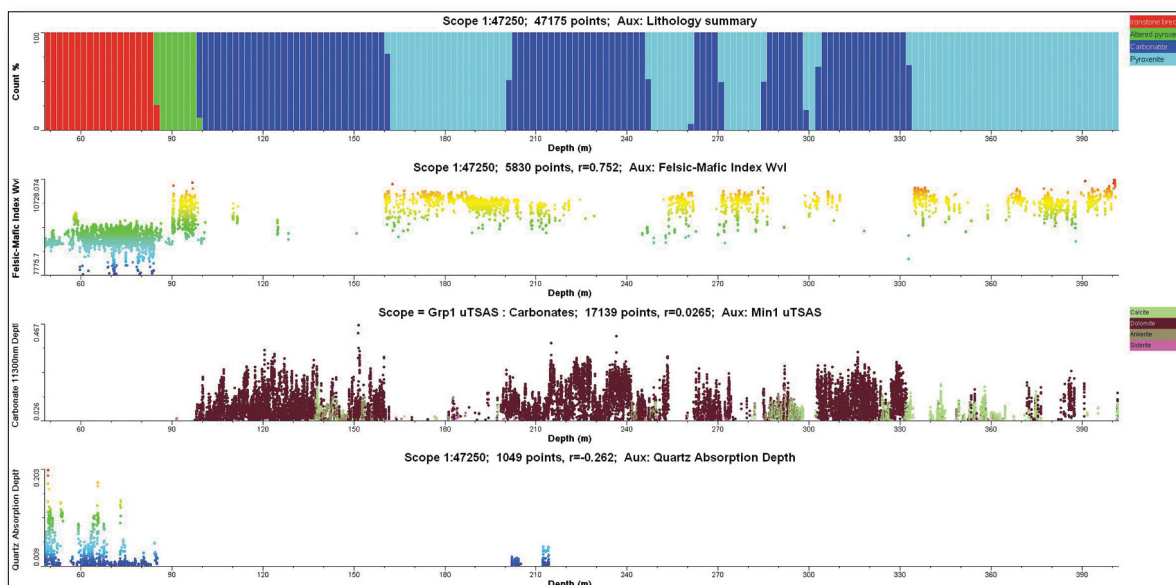 Scope 1:47250; 47175 points; Aux: Lithology summary
Count %
100
0
60 90 120 150 180 210 240 270 300 330 360 390
Depth (m)
Altered pyroxe
Carbonatite
Pyroxenite
Scope 1:47250; 5830 points, r=0.752; Aux: Felsic-Mafic Index Wvl
Felsic-Mafic Index Wvl
7775.7
60 90 120 150 180 210 240 270 300 330 360 390
Depth (m)
Scope = Grp1 uTSAS : Carbonates; 17139 points, r=0.0265; Aux: Min1 uTSAS
Carbonate 11300nm Depth
0.467
0.026
60 90 120 150 180 210 240 270 300 330 360 390
Depth (m)
Calcite
Dolomite
Ankerite
Siderite
Scope 1:47250; 1049 points, r=-0.262; Aux: Quartz Absorption Depth
Quartz Absorption Depth
0.203
0.009
60 90 120 150 180 210 240 270 300 330 360 390
Depth (m)